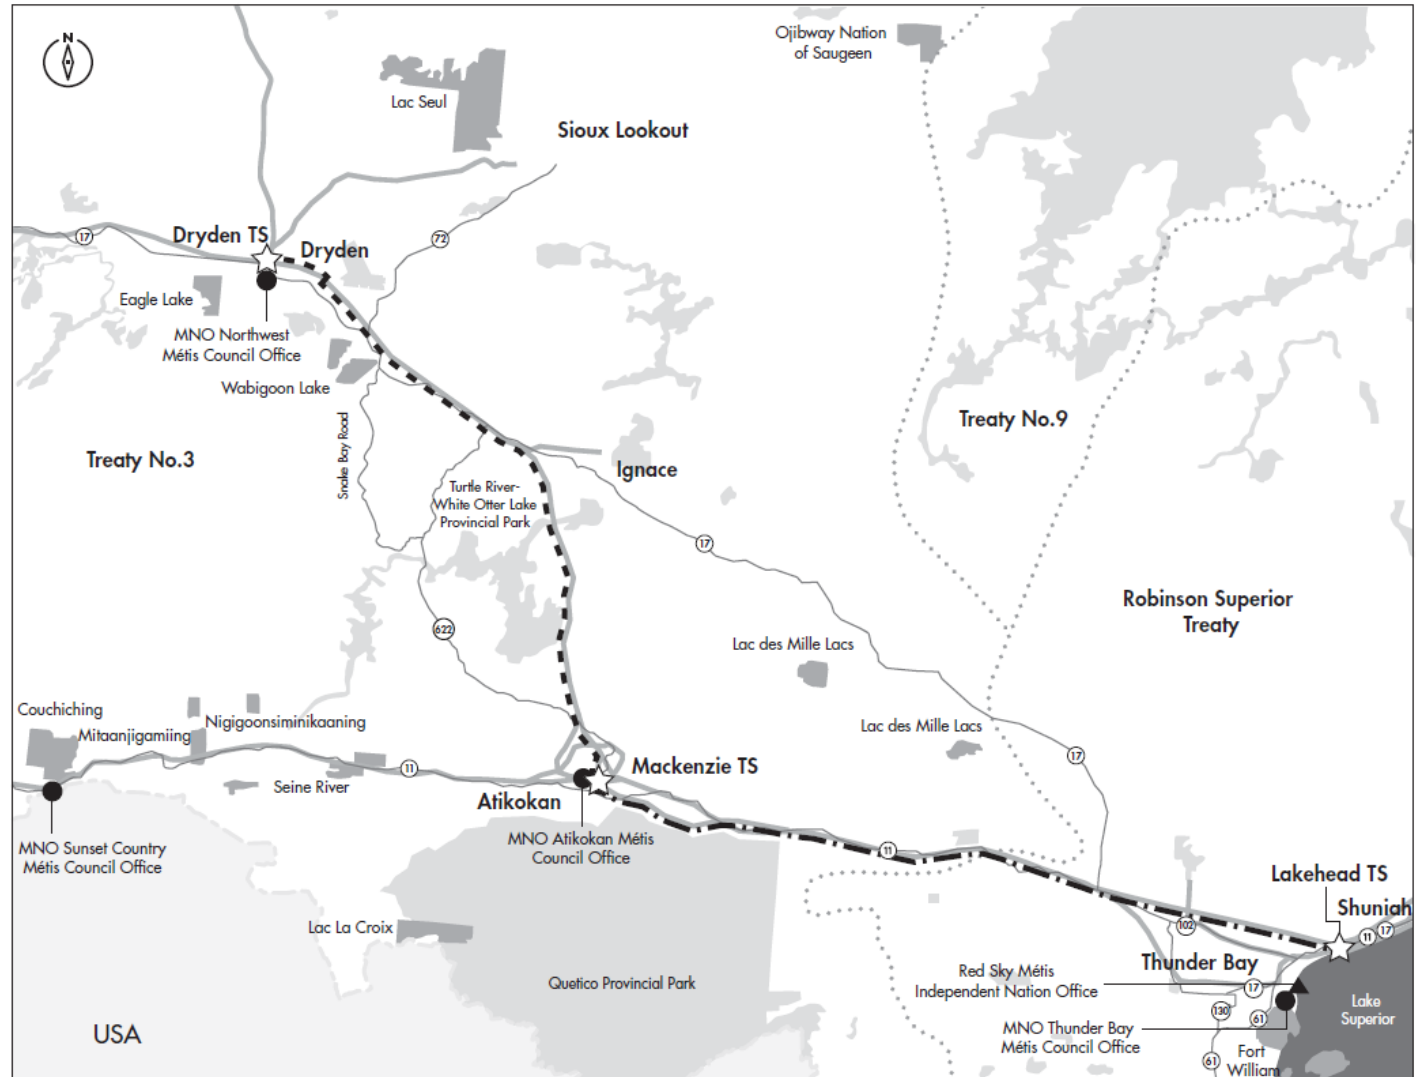 N
Ojibway Nation
of Saugeen
Lac Seul
Sioux Lookout
17
Dryden TS
Dryden
72
Eagle Lake
MNO Northwest
Métis Council Office
Wabigoon Lake
Treaty No.9
Snake Bay Road
Treaty No.3
Ignace
Turtle River-
White Otter Lake
Provincial Park
17
Robinson Superior
Treaty
622
Lac des Mille Lacs
Couchiching
Nigigoonsiminikaaning
Mitaanjigamiing
Lac des Mille Lacs
17
11
Mackenzie TS
Seine River
Atikokan
MNO Sunset Country
Métis Council Office
MNO Atikokan Métis
Council Office
11
Lakehead TS
Shuniah
102
11
17
Lac La Croix
Thunder Bay
Red Sky Métis
Independent Nation Office
Quetico Provincial Park
17
Lake
Superior
130
61
MNO Thunder Bay
Métis Council Office
USA
61
Fort
William